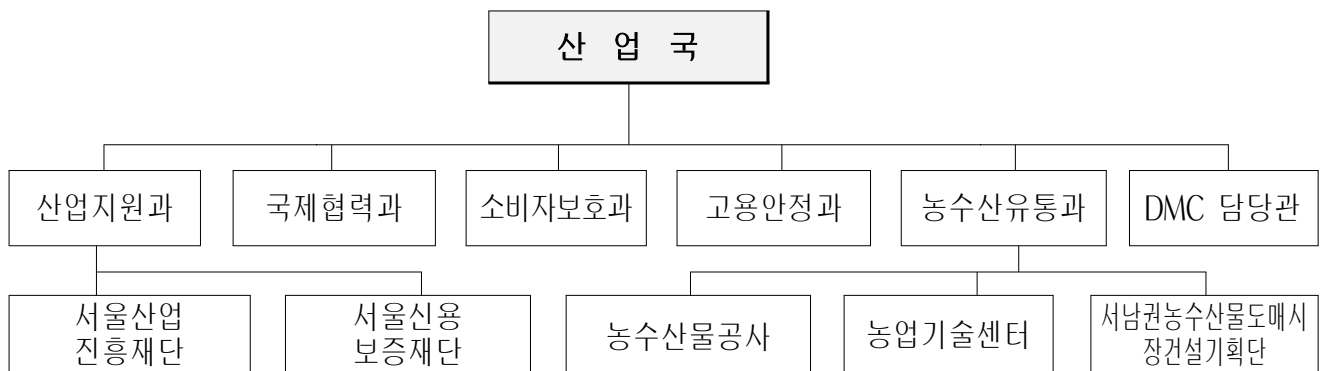 산 업 국
산업지원과
국제협력과
소비자보호과
고용안정과
농수산유통과
DMC 담당관
서울산업
진흥재단
서울신용
보증재단
농수산물공사
농업기술센터
서남권농수산물도매시
장건설기획단